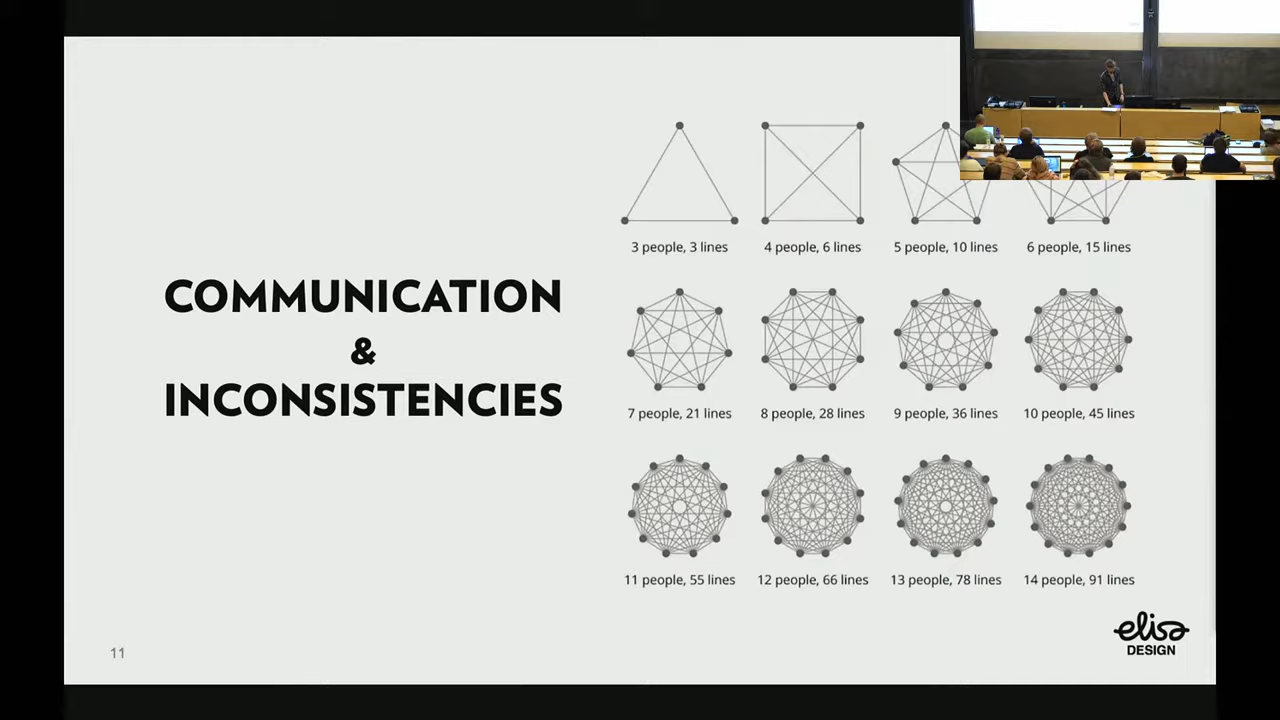 COMMUNICATION
&
INCONSISTENCIES
3 people, 3 lines
4 people, 6 lines
5 people, 10 lines
6 people, 15 lines
7 people, 21 lines
8 people, 28 lines
9 people, 36 lines
10 people, 45 lines
11 people, 55 lines
12 people, 66 lines
13 people, 78 lines
14 people, 91 lines
11
elisa
DESIGN